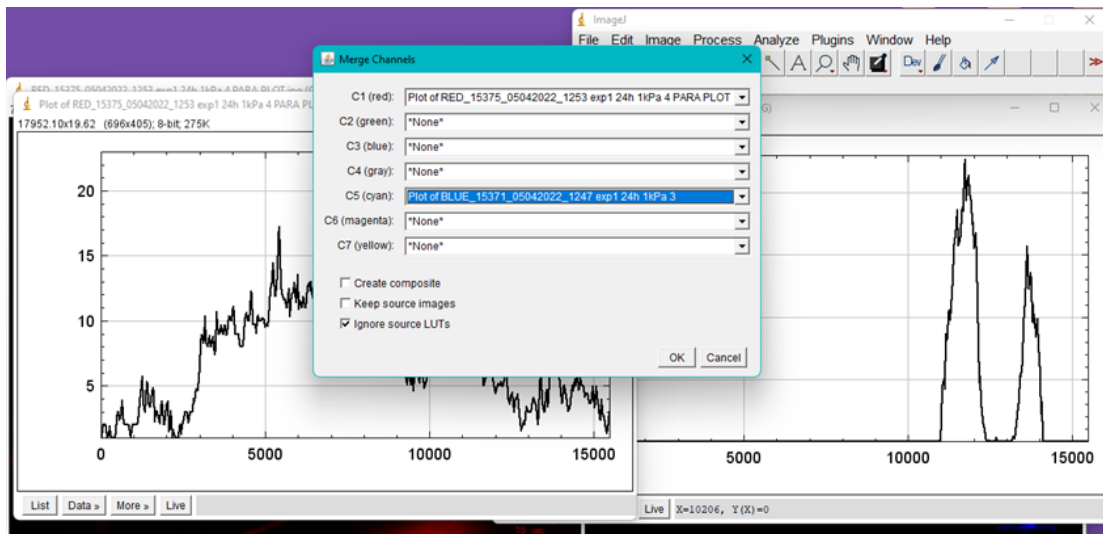 ImageJ
File Edit Image Process Analyze Plugins Window Help
Dev
Merge Channels
C1 (red): Plot of RED_15375_05042022_1253 exp1 24h 1kPa 4 PARA PLOT
C2 (green): *None*
C3 (blue): *None*
C4 (gray): *None*
C5 (cyan): Plot of BLUE_15371_05042022_1247 exp1 24h 1kPa 3
C6 (magenta): *None*
C7 (yellow): *None*
Create composite
Keep source images
Ignore source LUTs
OK Cancel
Plot of RED_15375_05042022_1253 exp1 24h 1kPa 4 PARA PL
17952.10x19.62 (696x405); 8-bit; 275K
20
15
10
5
0 5000 10000 15000
List Data » More » Live
G)
5000 10000 15000
Live X=10206, Y(X)=0